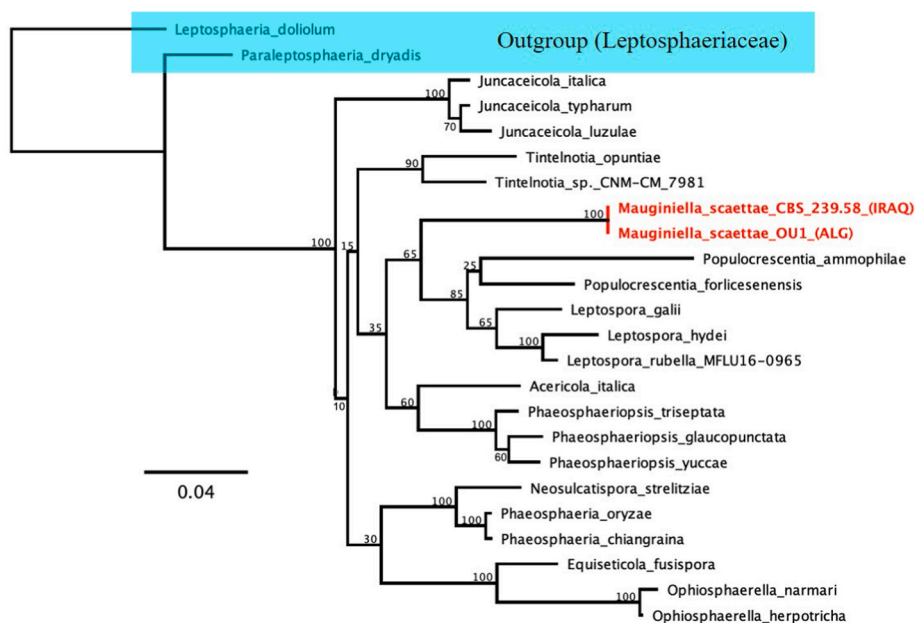 Leptosphaeria_doliolum
Outgroup (Leptosphaeriaceae)
Paraleptosphaeria_dryadis
Juncaceicola_italica
100
Juncaceicola_typharum
70
Juncaceicola_luzulae
Tintelnotia_opuntiae
90
Tintelnotia_sp._CNM-CM_7981
Mauginiella_scaettae_CBS_239.58_(IRAQ)
100
Mauginiella_scaettae_OU1_(ALG)
100
15
65
Populocrescentia_ammophilae
25
Populocrescentia_forlicesenensis
85
Leptospora_galii
65
Leptospora_hydei
35
100
Leptospora_rubella_MFLU16-0965
Acericola_italica
10
60
Phaeosphaeriopsis_triseptata
100
Phaeosphaeriopsis_glaucopunctata
60
Phaeosphaeriopsis_yuccae
0.04
Neosulcatispora_strelitziae
100
Phaeosphaeria_oryzae
100
Phaeosphaeria_chiangraina
30
Equiseticola_fusispora
100
Ophiosphaerella_narmari
100
Ophiosphaerella_herpotricha